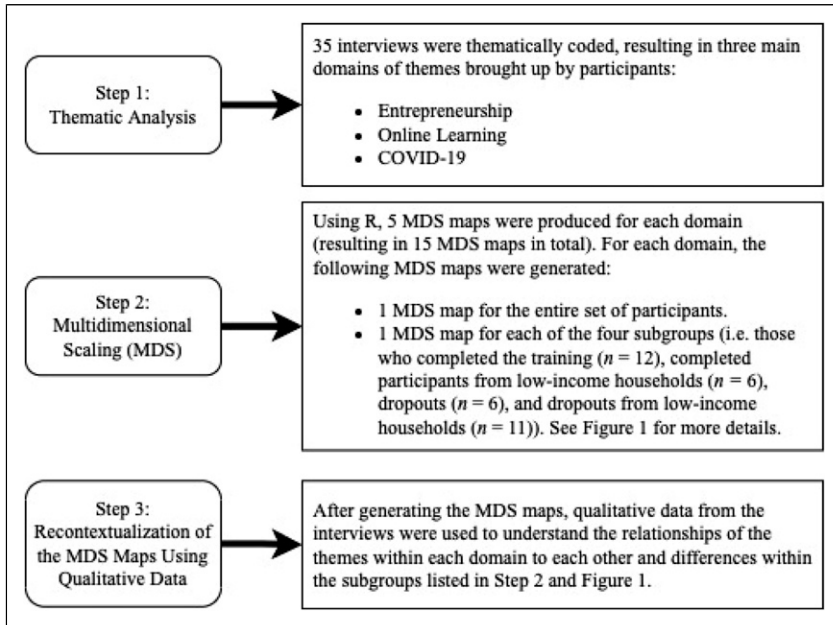 Step 1:
Thematic Analysis
35 interviews were thematically coded, resulting in three main
domains of themes brought up by participants:
• Entrepreneurship
• Online Learning
• COVID-19
Step 2:
Multidimensional
Scaling (MDS)
Using R, 5 MDS maps were produced for each domain
(resulting in 15 MDS maps in total). For each domain, the
following MDS maps were generated:
• 1 MDS map for the entire set of participants.
• 1 MDS map for each of the four subgroups (i.e. those
who completed the training (n = 12), completed
participants from low-income households (n = 6),
dropouts (n = 6), and dropouts from low-income
households (n = 11)). See Figure 1 for more details.
Step 3:
Recontextualization of
the MDS Maps Using
Qualitative Data
After generating the MDS maps, qualitative data from the
interviews were used to understand the relationships of the
themes within each domain to each other and differences within
the subgroups listed in Step 2 and Figure 1.